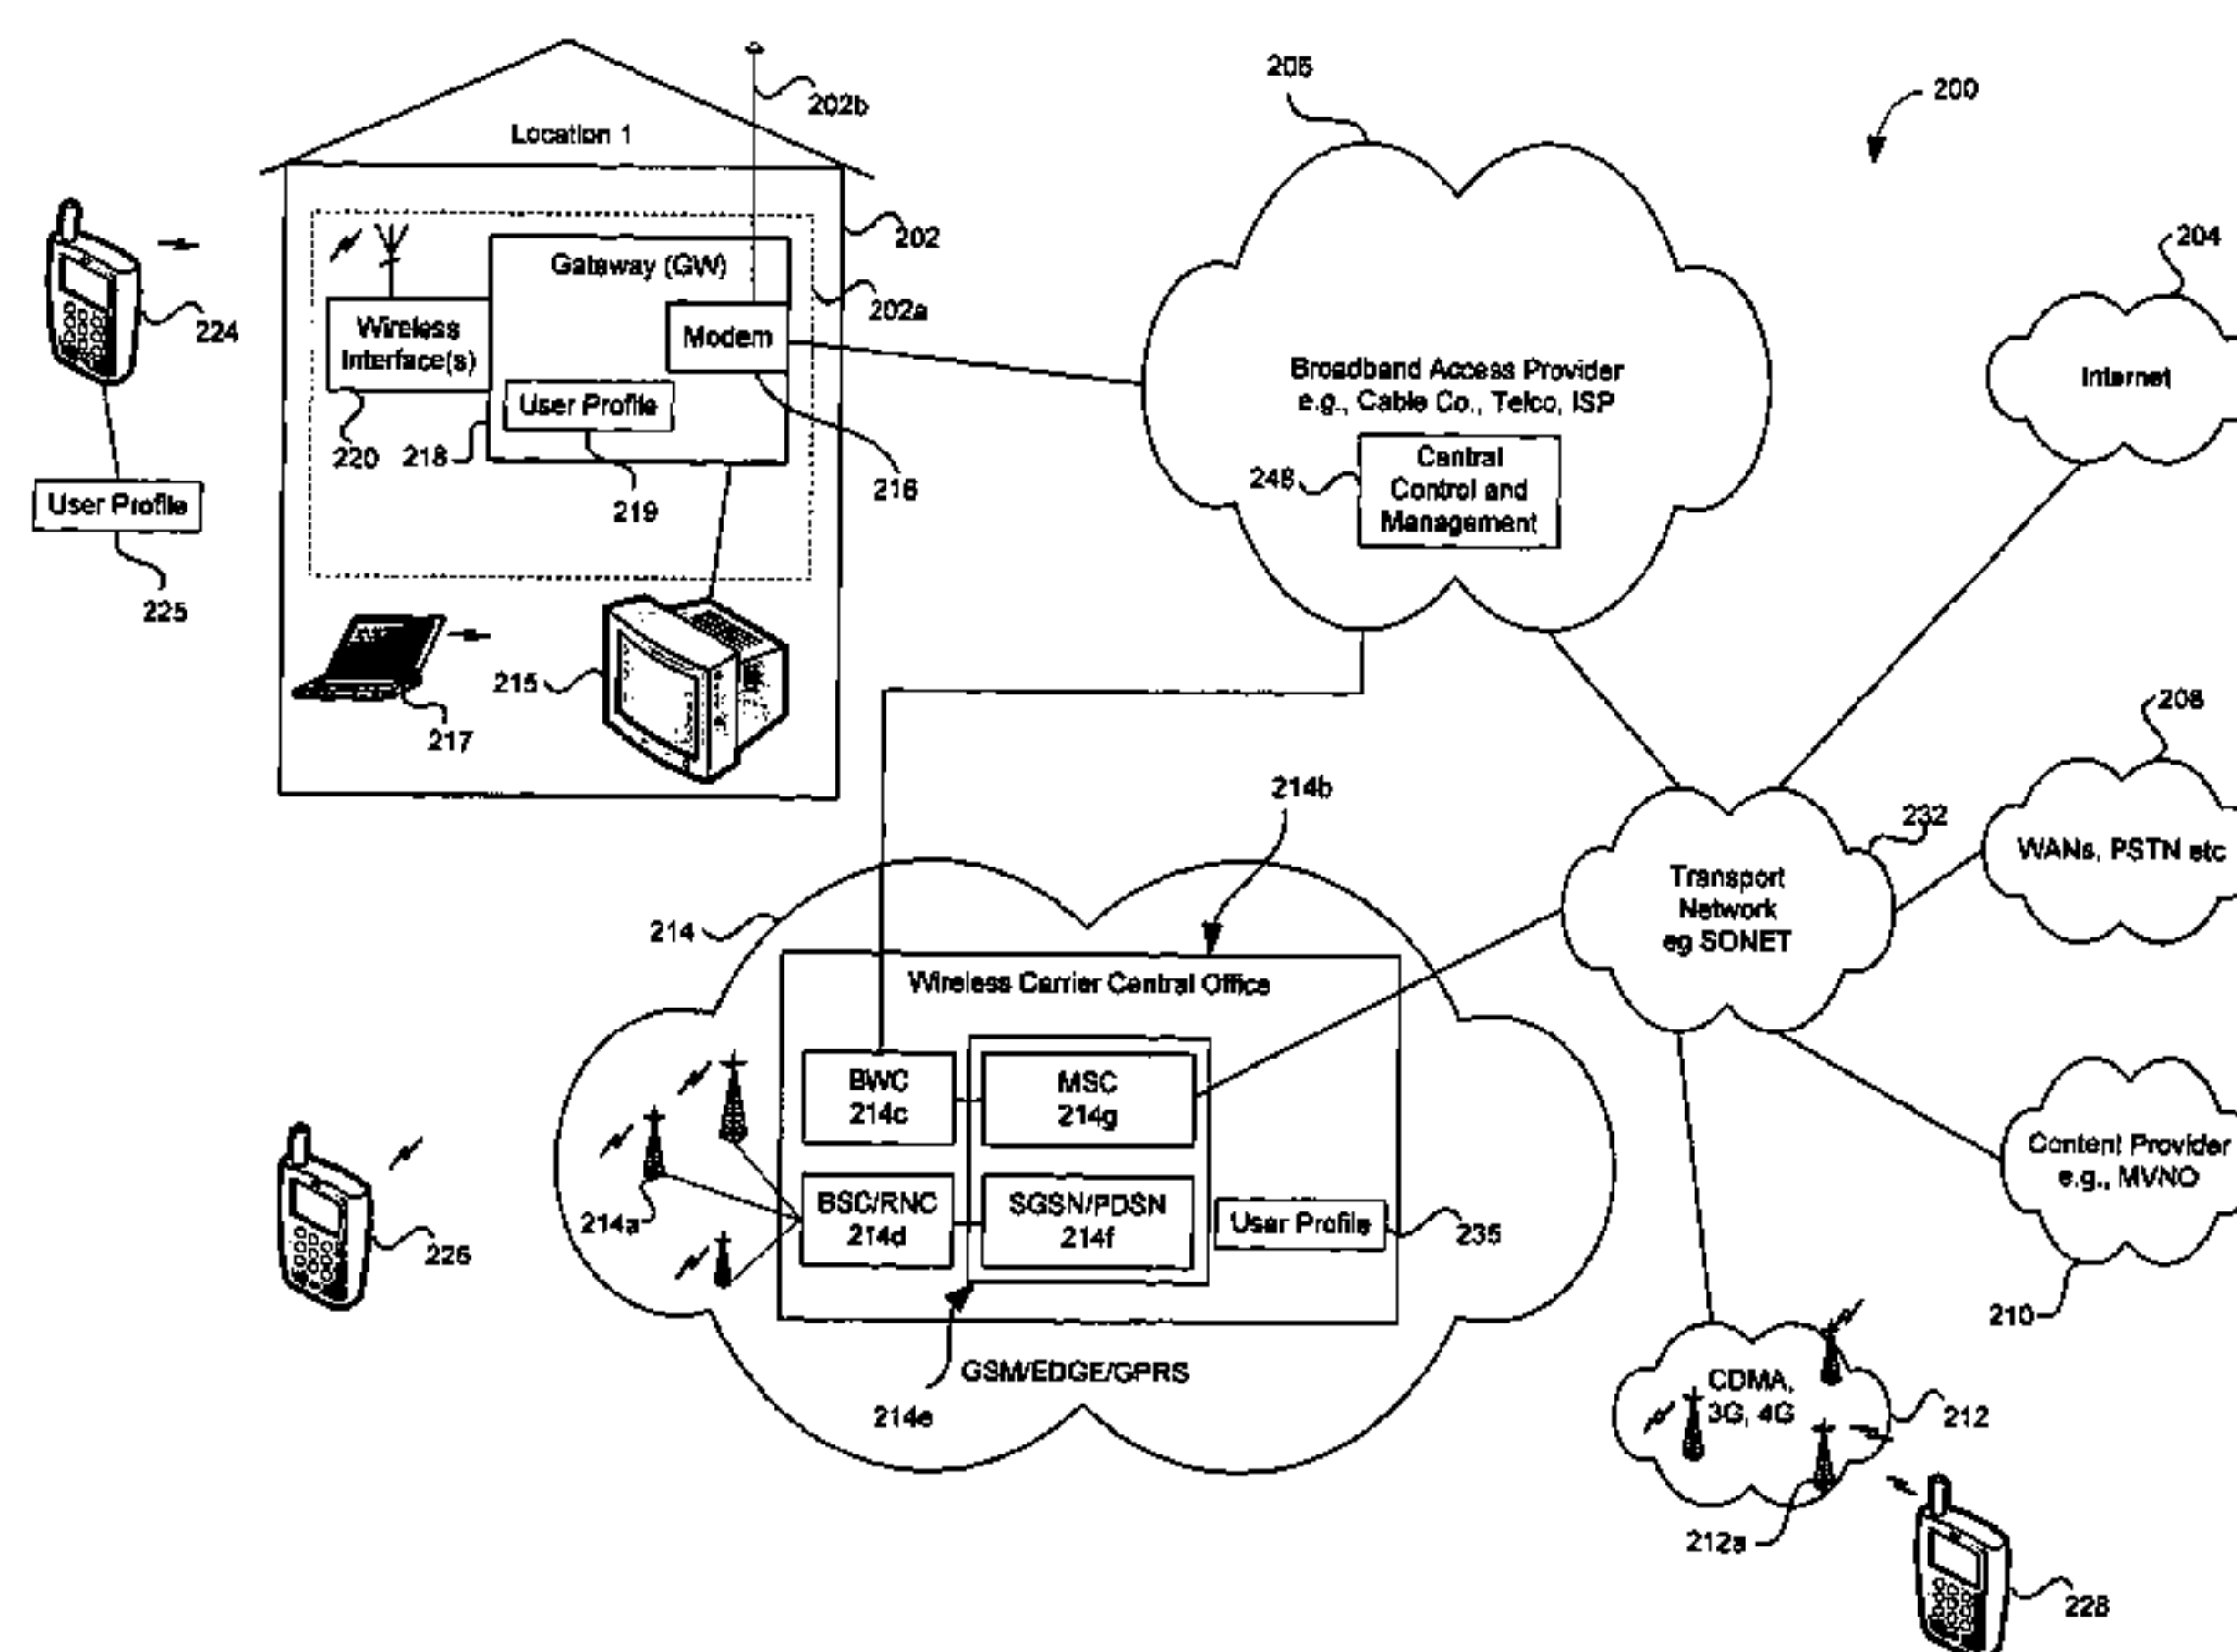 Location 1
202b
202
202a
Gateway (GW)
Wireless
Interface(s)
Modem
User Profile
220
218
219
216
224
User Profile
225
217
215
206
200
Broadband Access Provider
e.g., Cable Co., Telco, ISP
Central
Control and
Management
248
204
Internet
208
WANs, PSTN etc
232
Transport
Network
eg SONET
214b
214
Wireless Carrier Central Office
BWC
214c
MSC
214g
BSC/RNC
214d
SGSN/PDSN
214f
User Profile
235
214a
GSM/EDGE/GPRS
214e
226
Content Provider
e.g., MVNO
210
CDMA,
3G, 4G
212
212a
228